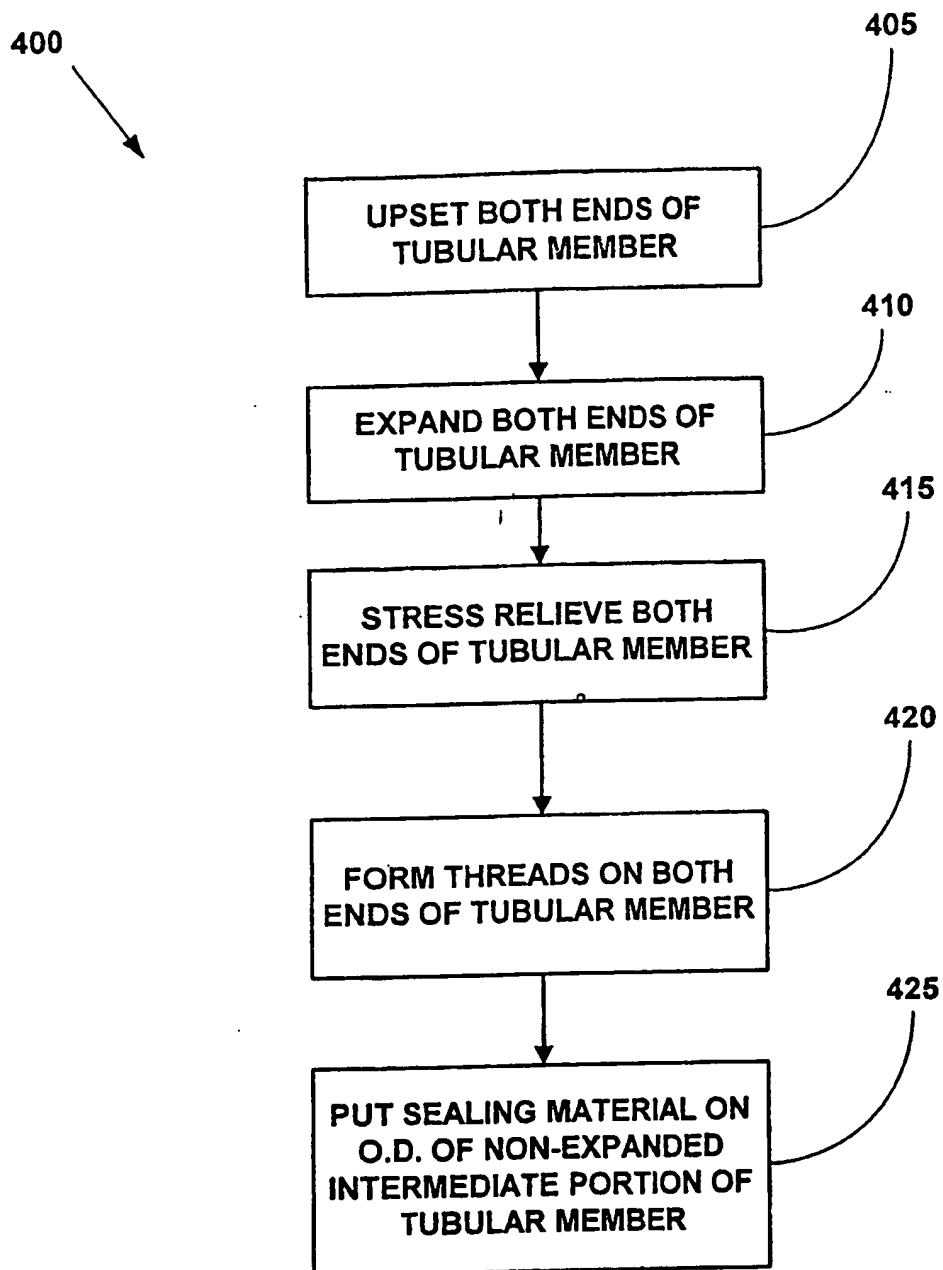 400
405
UPSET BOTH ENDS OF
TUBULAR MEMBER
410
EXPAND BOTH ENDS OF
TUBULAR MEMBER
415
STRESS RELIEVE BOTH
ENDS OF TUBULAR MEMBER
420
FORM THREADS ON BOTH
ENDS OF TUBULAR MEMBER
425
PUT SEALING MATERIAL ON
O.D. OF NON-EXPANDED
INTERMEDIATE PORTION OF
TUBULAR MEMBER